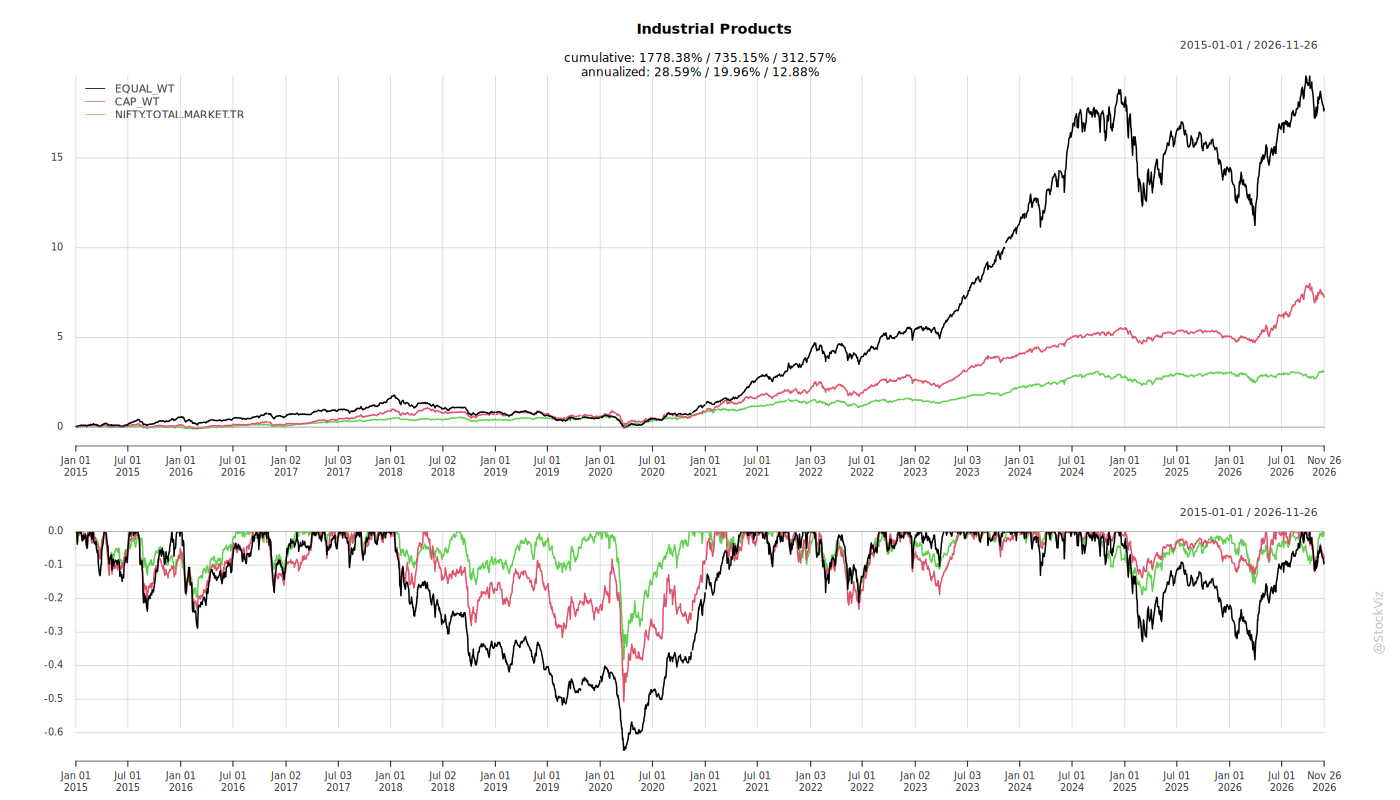 Industrial Products
2015-01-01 / 2026-11-26
cumulative: 1778.38% / 735.15% / 312.57%
annualized: 28.59% / 19.96% / 12.88%
EQUAL_WT
CAP_WT
NIFTY.TOTAL.MARKET.TR
15
10
5
0
Jan 01 Jul 01 Jan 01 Jul 01 Jan 02 Jul 03 Jan 01 Jul 02 Jan 01 Jul 01 Jan 01 Jul 01 Jan 01 Jul 01 Jan 03 Jul 01 Jan 02 Jul 03 Jan 01 Jul 01 Jan 01 Jul 01 Jan 01 Jul 01 Nov 26
2015 2015 2016 2016 2017 2017 2018 2018 2019 2019 2020 2020 2021 2021 2022 2022 2023 2023 2024 2024 2025 2025 2026 2026 2026
2015-01-01 / 2026-11-26
0.0
-0.1
-0.2
-0.3
-0.4
-0.5
-0.6
Jan 01 Jul 01 Jan 01 Jul 01 Jan 02 Jul 03 Jan 01 Jul 02 Jan 01 Jul 01 Jan 01 Jul 01 Jan 01 Jul 01 Jan 03 Jul 01 Jan 02 Jul 03 Jan 01 Jul 01 Jan 01 Jul 01 Jan 01 Jul 01 Nov 26
2015 2015 2016 2016 2017 2017 2018 2018 2019 2019 2020 2020 2021 2021 2022 2022 2023 2023 2024 2024 2025 2025 2026 2026 2026
@StockViz